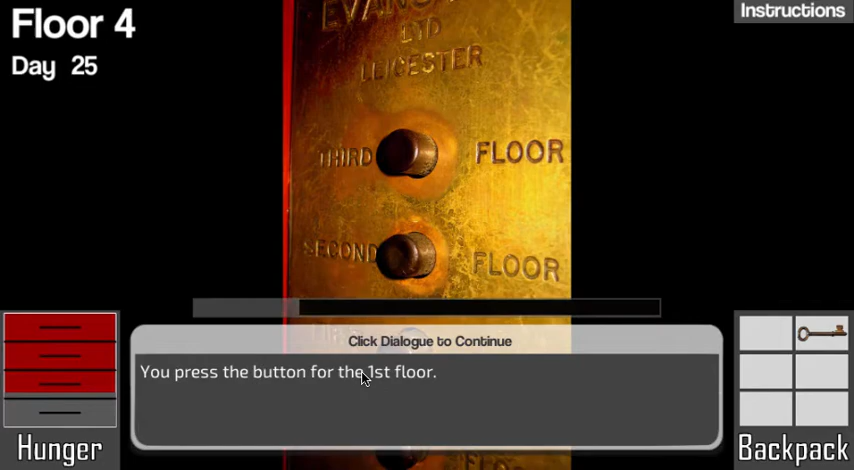 Floor 4
Day 25
Instructions
LTD
LEICESTER
THIRD FLOOR
SECOND FLOOR
Click Dialogue to Continue
You press the button for the 1st floor.
Hunger
Backpack